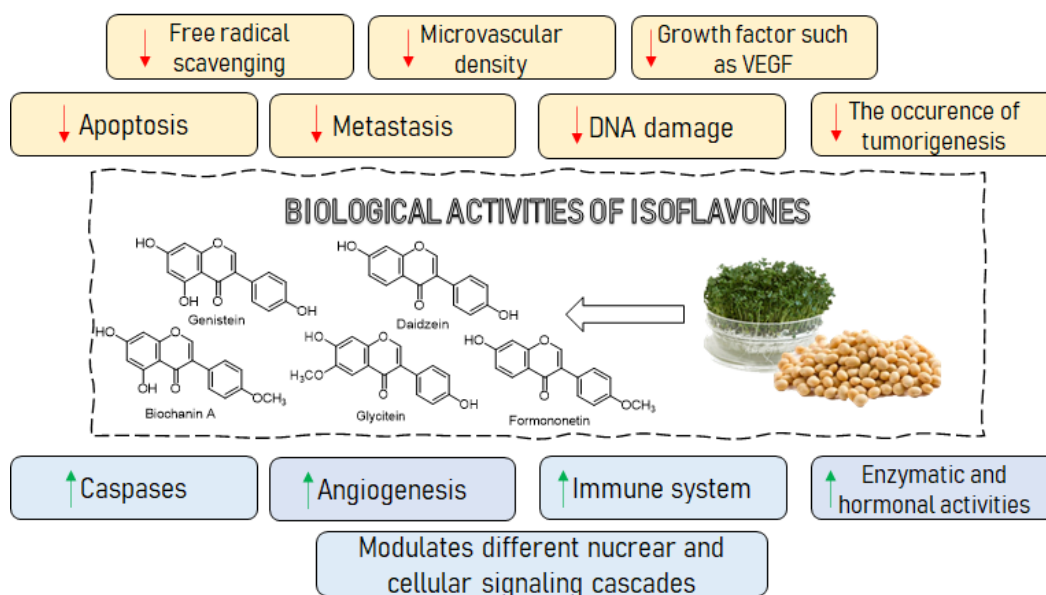 Free radical
scavenging
Microvascular
density
Growth factor such
as VEGF
Apoptosis
Metastasis
DNA damage
The occurence of
tumorigenesis
BIOLOGICAL ACTIVITIES OF ISOFLAVONES
HO
O
OH
O
OH
Genistein
HO
O
O
OH
Daidzein
HO
O
OH
O
OCH3
Biochanin A
HO
O
H3CO
O
OH
Glycitein
HO
O
O
OCH3
Formononetin
Caspases
Angiogenesis
Immune system
Enzymatic and
hormonal activities
Modulates different nucrear and
cellular signaling cascades